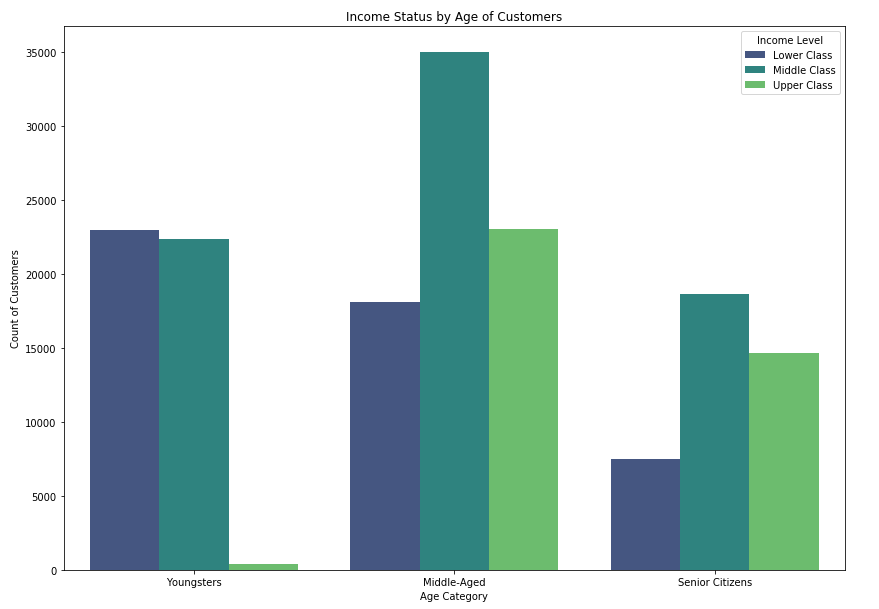 Income Status by Age of Customers
Income Level
Lower Class
Middle Class
Upper Class
Count of Customers
35000
30000
25000
20000
15000
10000
5000
0
Youngsters
Middle-Aged
Senior Citizens
Age Category